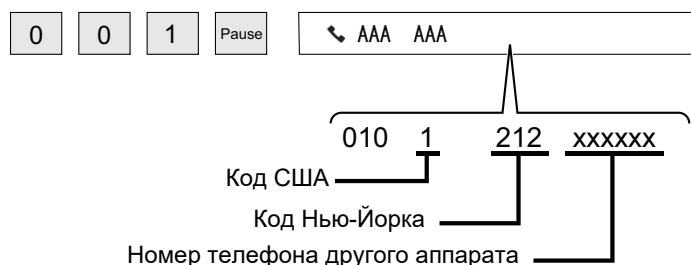 0 0 1 Pause AAA AAA
010 1 212 xxxxxx
Код США
Код Нью-Йорка
Номер телефона другого аппарата